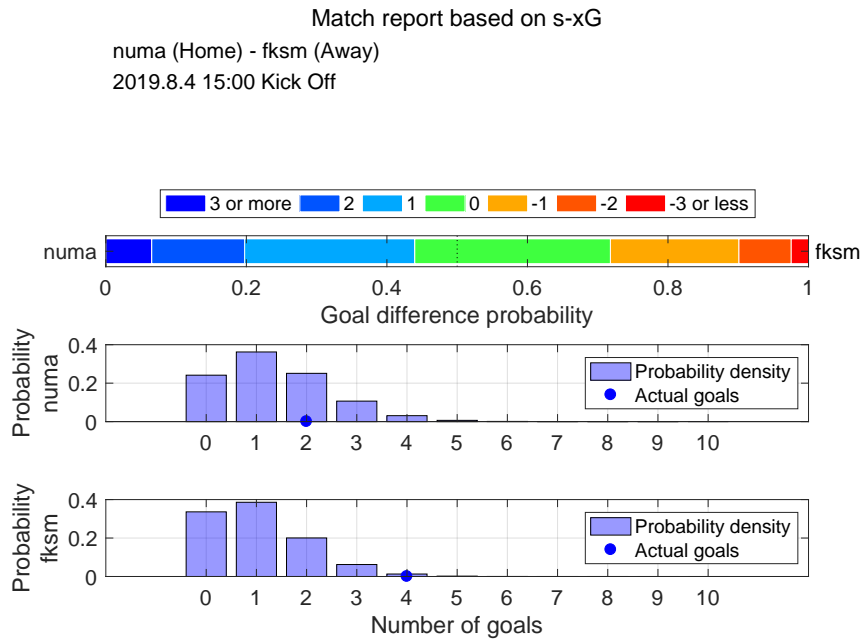 Match report based on s-xG
numa (Home) - fksm (Away)
2019.8.4 15:00 Kick Off
3 or more 2 1 0 -1 -2 -3 or less
numa fksm
0 0.2 0.4 0.6 0.8 1
Goal difference probability
Probability
numa
0.4
0.2
0
Probability density
Actual goals
0 1 2 3 4 5 6 7 8 9 10
Probability
fksm
0.4
0.2
0
Probability density
Actual goals
0 1 2 3 4 5 6 7 8 9 10
Number of goals